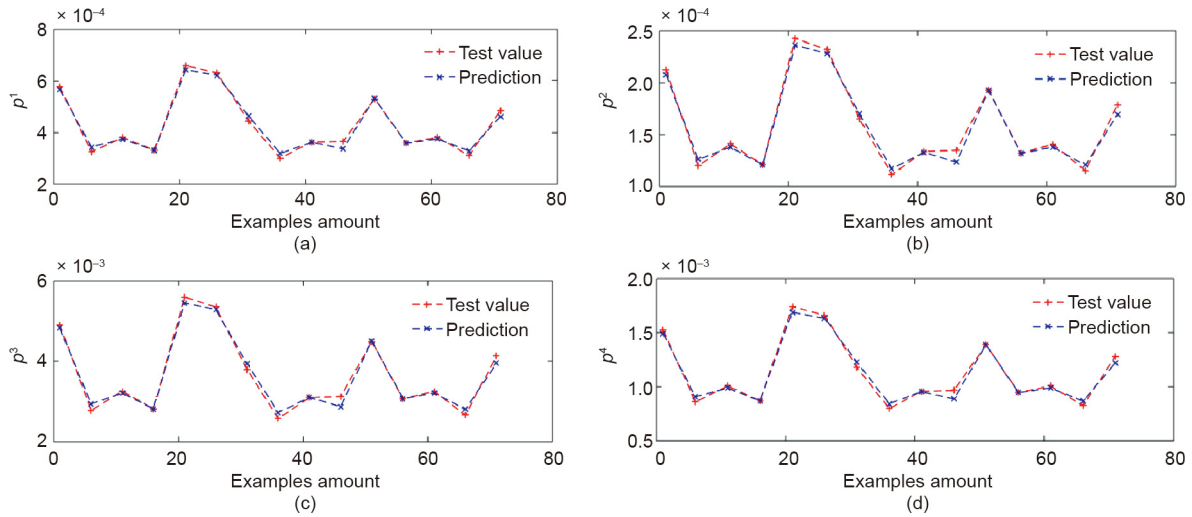 × 10⁻⁴
8
6
4
2
p¹
Test value
Prediction
0 20 40 60 80
Examples amount
(a)
× 10⁻⁴
2.5
2.0
1.5
1.0
p²
Test value
Prediction
0 20 40 60 80
Examples amount
(b)
× 10⁻³
6
4
2
p³
Test value
Prediction
0 20 40 60 80
Examples amount
(c)
× 10⁻³
2.0
1.5
1.0
0.5
p⁴
Test value
Prediction
0 20 40 60 80
Examples amount
(d)